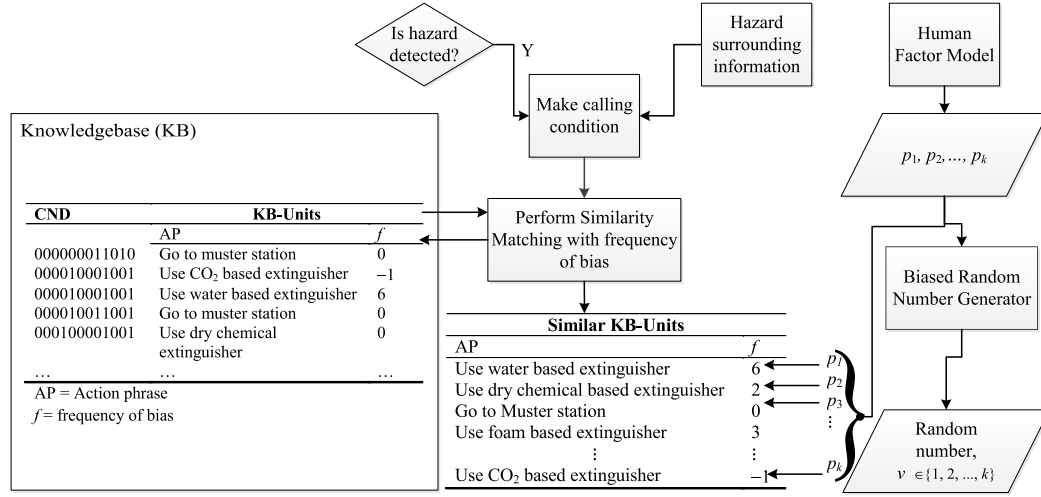 Is hazard
detected?
Y
Hazard
surrounding
information
Human
Factor Model
Make calling
condition
p1, p2,..., pk
Knowledgebase (KB)
CND KB-Units
AP f
000000011010 Go to muster station 0
000010001001 Use CO2 based extinguisher −1
000010001001 Use water based extinguisher 6
000010011001 Go to muster station 0
000100001001 Use dry chemical 0
extinguisher
... ... ...
AP = Action phrase
f = frequency of bias
Perform Similarity
Matching with frequency
of bias
Biased Random
Number Generator
Similar KB-Units
AP f
Use water based extinguisher 6 p1
Use dry chemical based extinguisher 2 p2
Go to Muster station 0 p3
Use foam based extinguisher 3 ⋮
⋮ ⋮
Use CO2 based extinguisher −1 pk
Random
number,
v ∈{1, 2, ..., k}